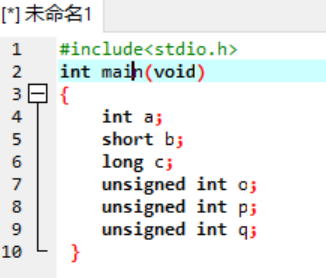 [*] 未命名1
1 #include<stdio.h>
2 int main(void)
3 {
4 int a;
5 short b;
6 long c;
7 unsigned int o;
8 unsigned int p;
9 unsigned int q;
10 }